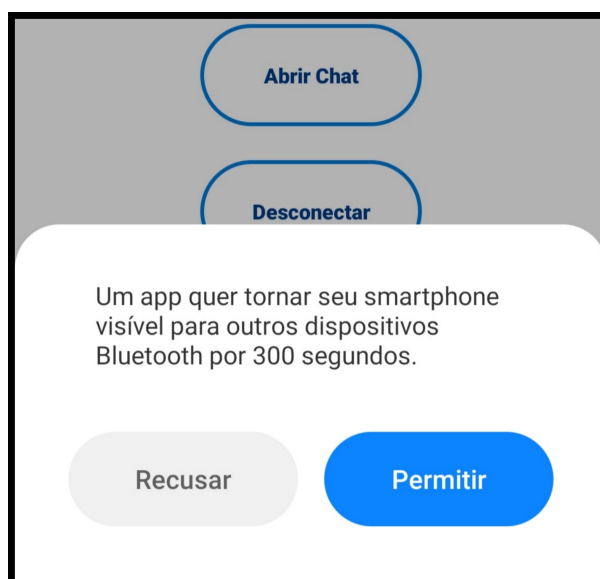 Abrir Chat
Desconectar
Um app quer tornar seu smartphone
visível para outros dispositivos
Bluetooth por 300 segundos.
Recusar
Permitir